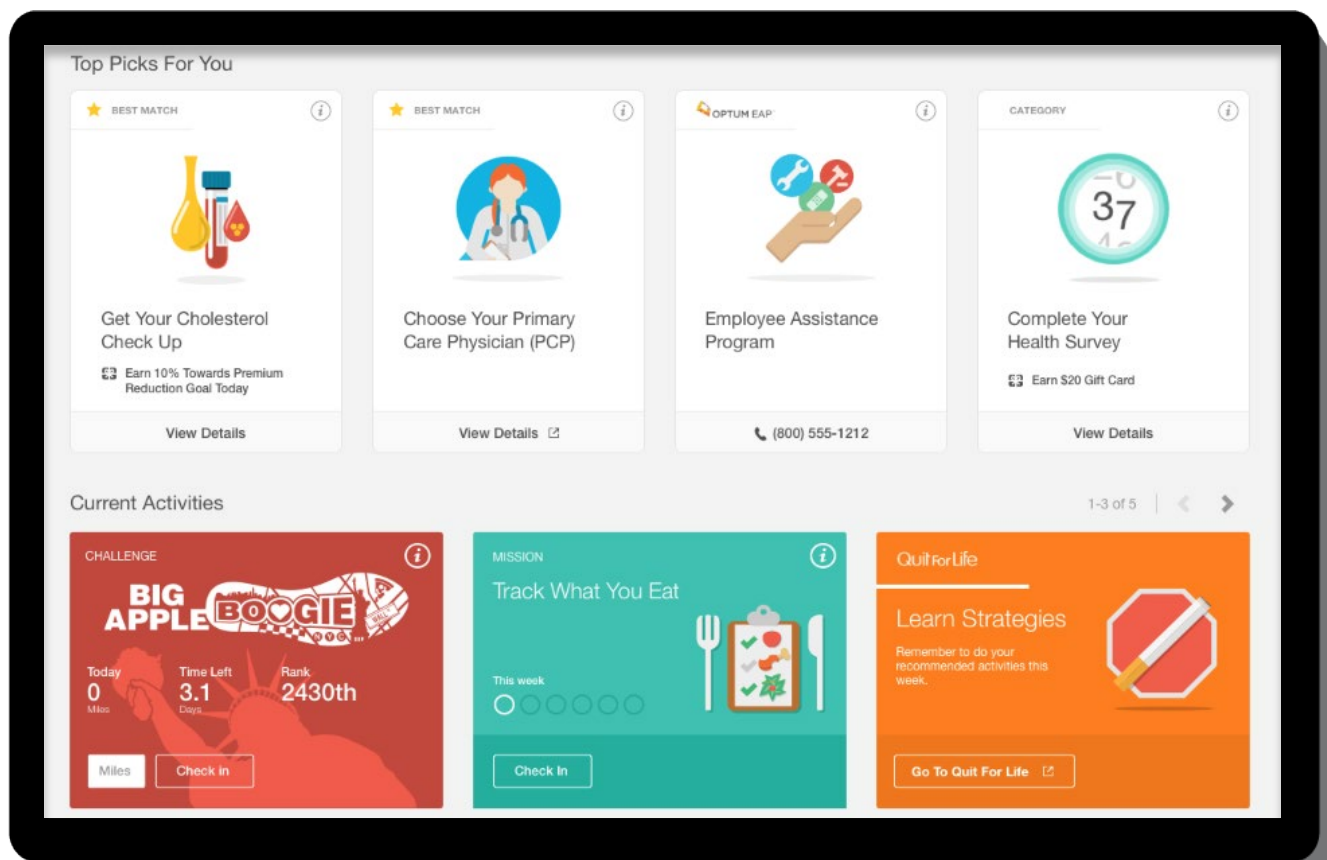 Top Picks For You
BEST MATCH
Get Your Cholesterol
Check Up
Earn 10% Towards Premium
Reduction Goal Today
View Details
BEST MATCH
Choose Your Primary
Care Physician (PCP)
View Details
OPTUM EAP
Employee Assistance
Program
(800) 555-1212
CATEGORY
37
Complete Your
Health Survey
Earn $20 Gift Card
View Details
Current Activities
1-3 of 5
CHALLENGE
BIG
APPLE BOOGIE
NYC
Today
0
Miles
Time Left
3.1
Days
Rank
2430th
Miles
Check in
MISSION
Track What You Eat
This week
Check In
Quit For Life
Learn Strategies
Remember to do your
recommended activities this
week.
Go To Quit For Life